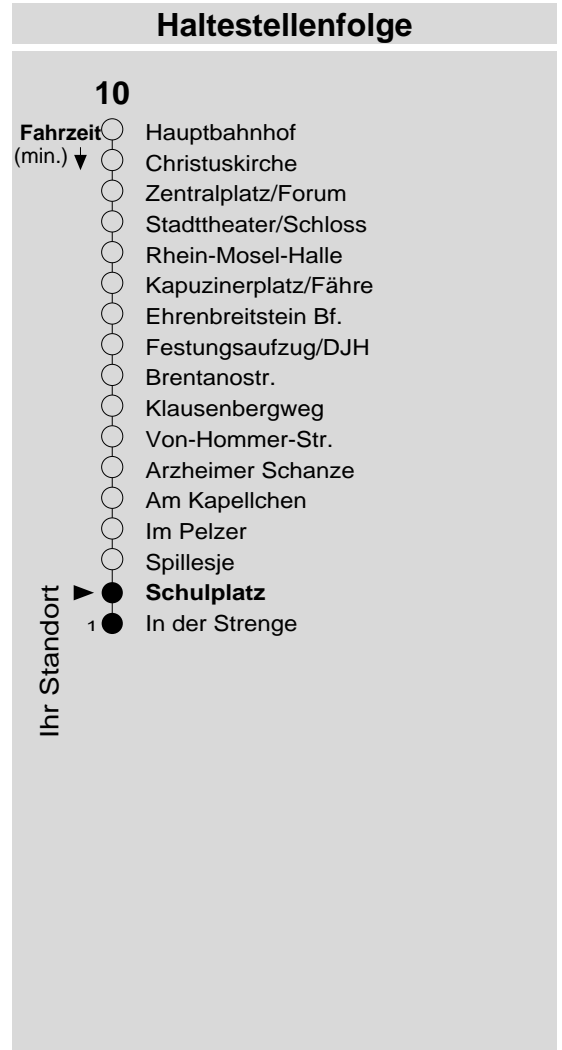 Haltestellenfolge
10
Fahrzeit
(min.)
Hauptbahnhof
Christuskirche
Zentralplatz/Forum
Stadttheater/Schloss
Rhein-Mosel-Halle
Kapuzinerplatz/Fähre
Ehrenbreitstein Bf.
Festungsaufzug/DJH
Brentanostr.
Klausenbergweg
Von-Hommer-Str.
Arzheimer Schanze
Am Kapellchen
Im Pelzer
Spillesje
Schulplatz
1 In der Strenge
Ihr Standort